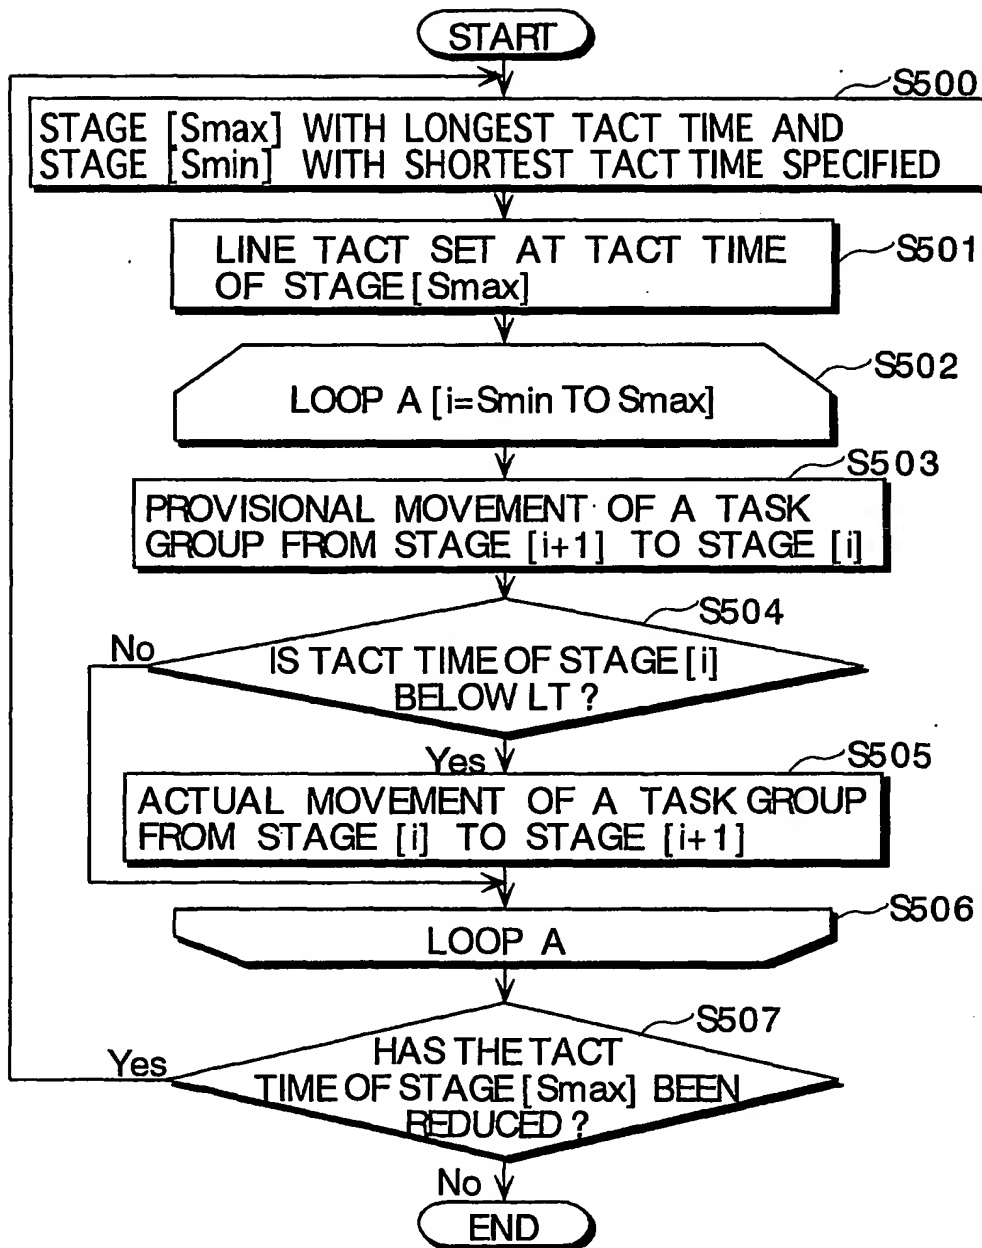 START
S500
STAGE [Smax] WITH LONGEST TACT TIME AND
STAGE [Smin] WITH SHORTEST TACT TIME SPECIFIED
S501
LINE TACT SET AT TACT TIME
OF STAGE [Smax]
S502
LOOP A [i=Smin TO Smax]
S503
PROVISIONAL MOVEMENT OF A TASK
GROUP FROM STAGE [i+1] TO STAGE [i]
S504
No
IS TACT TIME OF STAGE [i]
BELOW LT ?
Yes
S505
ACTUAL MOVEMENT OF A TASK GROUP
FROM STAGE [i] TO STAGE [i+1]
S506
LOOP A
S507
Yes
HAS THE TACT
TIME OF STAGE [Smax] BEEN
REDUCED ?
No
END